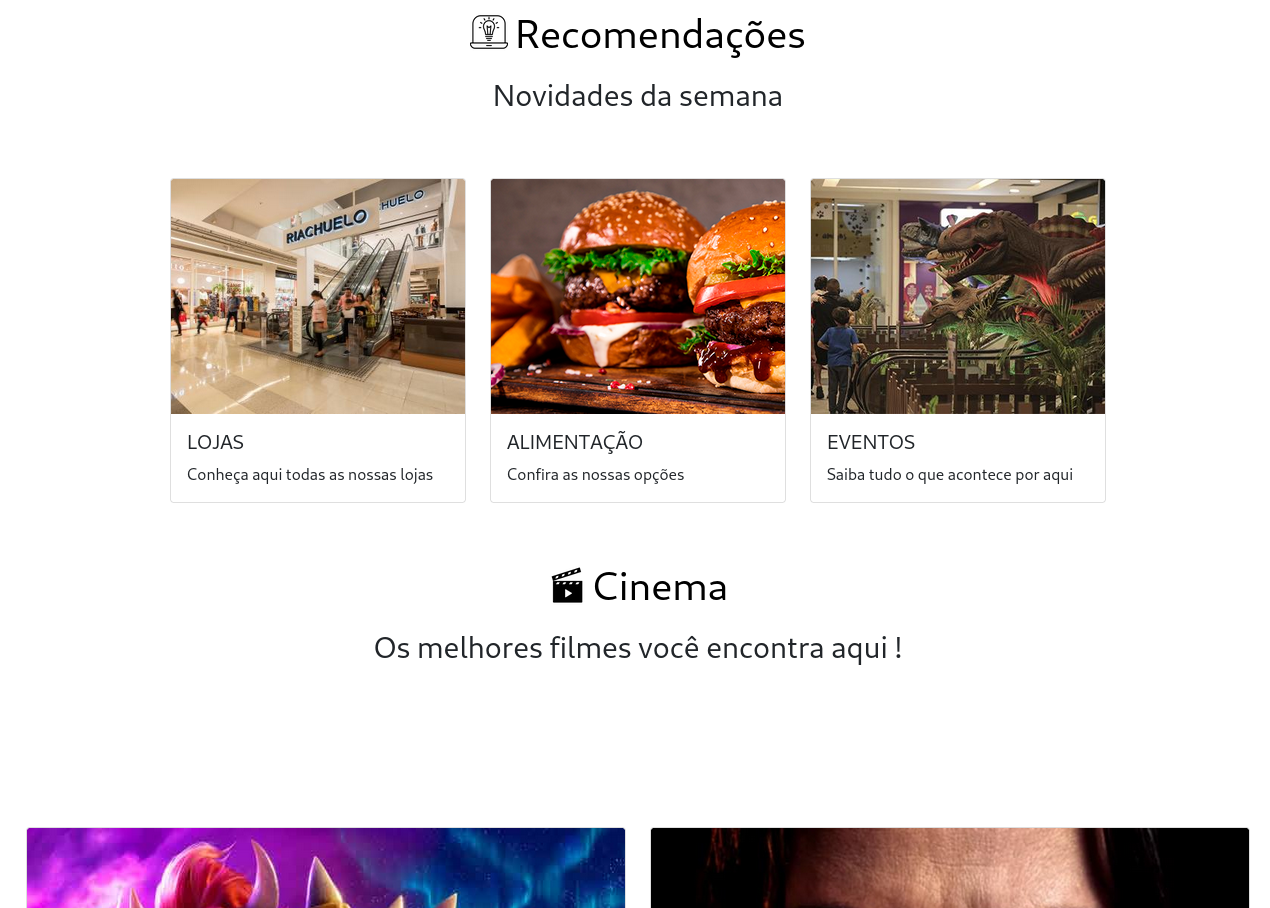 Recomendações
Novidades da semana
RIACHUELO
HUELO
LOJAS
Conheça aqui todas as nossas lojas
ALIMENTAÇÃO
Confira as nossas opções
EVENTOS
Saiba tudo o que acontece por aqui
Cinema
Os melhores filmes você encontra aqui !